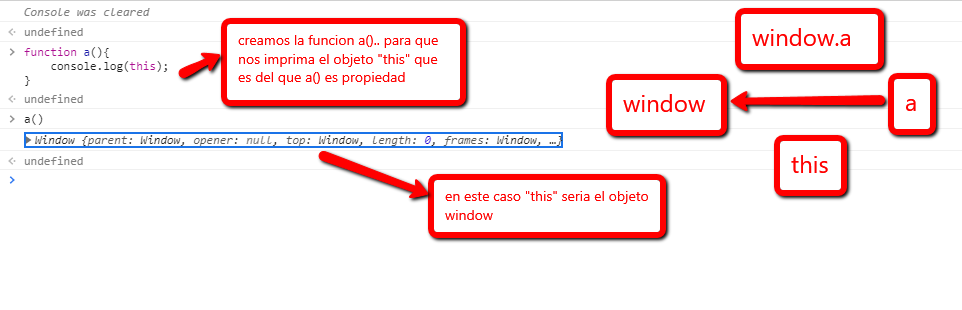 Console was cleared
undefined
function a(){
console.log(this);
}
undefined
a()
Window {parent: Window, opener: null, top: Window, length: 0, frames: Window, …}
undefined
creamos la funcion a().. para que
nos imprima el objeto "this" que
es del que a() es propiedad
en este caso "this" seria el objeto
window
window.a
window
a
this